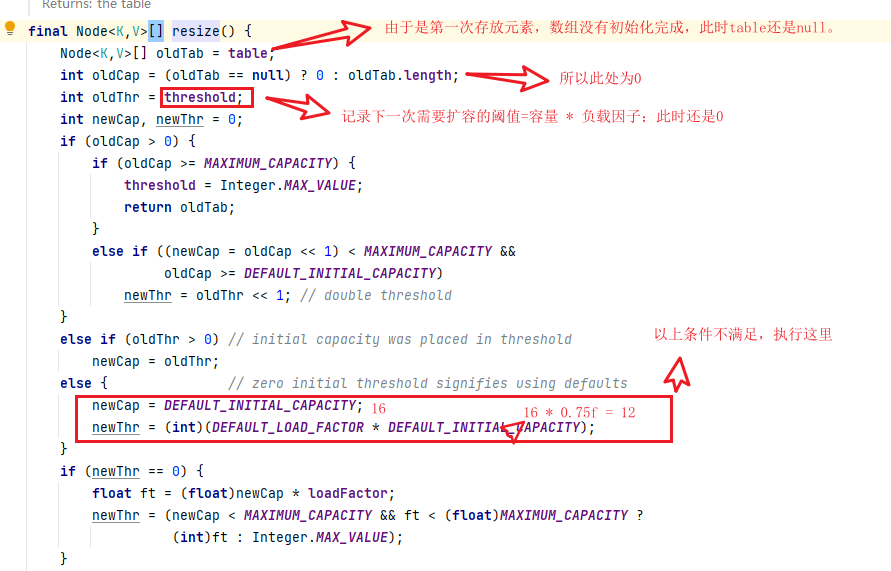 Returns: the table
final Node<K,V>[] resize() {
由于是第一次存放元素，数组没有初始化完成，此时table还是null。
Node<K,V>[] oldTab = table;
int oldCap = (oldTab == null) ? 0 : oldTab.length;
所以此处为0
int oldThr = threshold;
记录下一次需要扩容的阈值=容量 * 负载因子；此时还是0
int newCap, newThr = 0;
if (oldCap > 0) {
if (oldCap >= MAXIMUM_CAPACITY) {
threshold = Integer.MAX_VALUE;
return oldTab;
}
else if ((newCap = oldCap << 1) < MAXIMUM_CAPACITY &&
oldCap >= DEFAULT_INITIAL_CAPACITY)
newThr = oldThr << 1; // double threshold
}
else if (oldThr > 0) // initial capacity was placed in threshold
以上条件不满足，执行这里
newCap = oldThr;
else { // zero initial threshold signifies using defaults
newCap = DEFAULT_INITIAL_CAPACITY; 16
16 * 0.75f = 12
newThr = (int)(DEFAULT_LOAD_FACTOR * DEFAULT_INITIAL_CAPACITY);
}
if (newThr == 0) {
float ft = (float)newCap * loadFactor;
newThr = (newCap < MAXIMUM_CAPACITY && ft < (float)MAXIMUM_CAPACITY ?
(int)ft : Integer.MAX_VALUE);
}